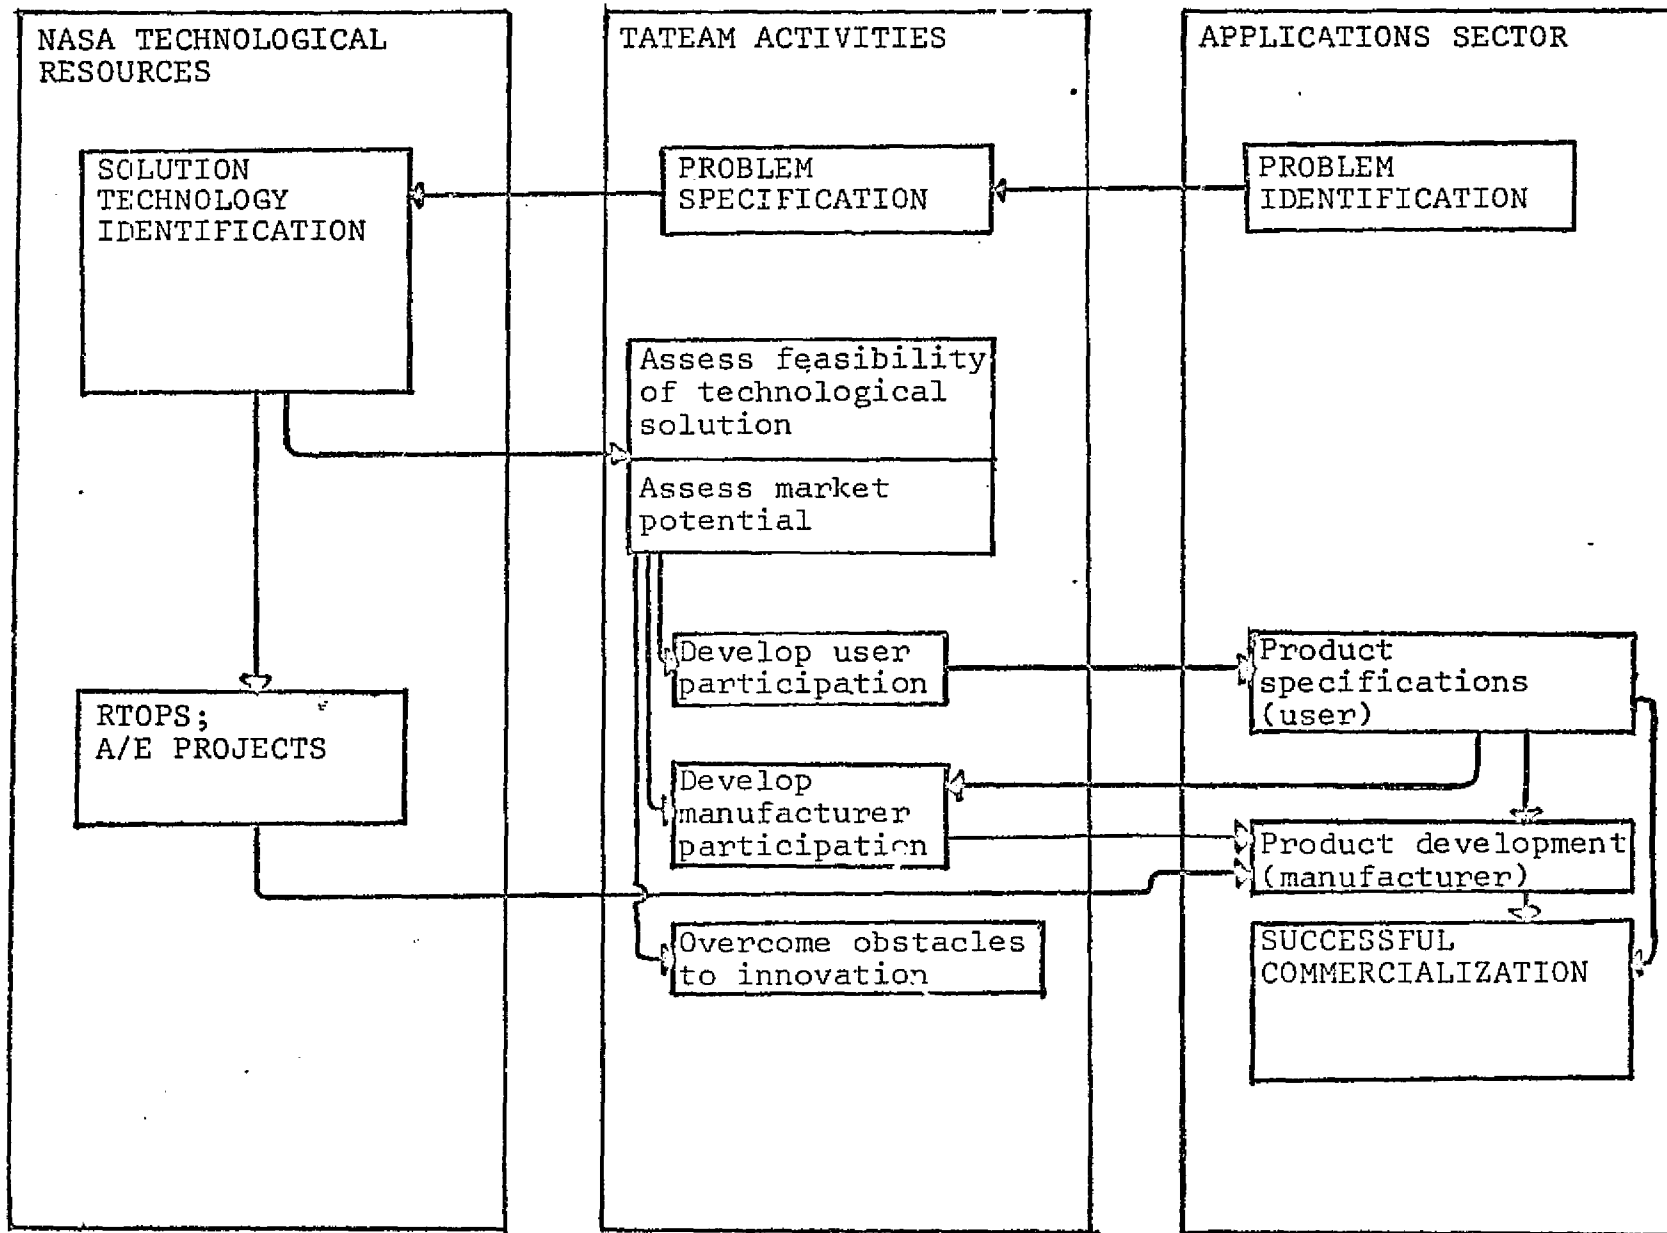 NASA TECHNOLOGICAL
RESOURCES
SOLUTION
TECHNOLOGY
IDENTIFICATION
RTOPS;
A/E PROJECTS
TATEAM ACTIVITIES
PROBLEM
SPECIFICATION
Assess feasibility
of technological
solution
Assess market
potential
Develop user
participation
Develop
manufacturer
participation
Overcome obstacles
to innovation
APPLICATIONS SECTOR
PROBLEM
IDENTIFICATION
Product
specifications
(user)
Product development
(manufacturer)
SUCCESSFUL
COMMERCIALIZATION